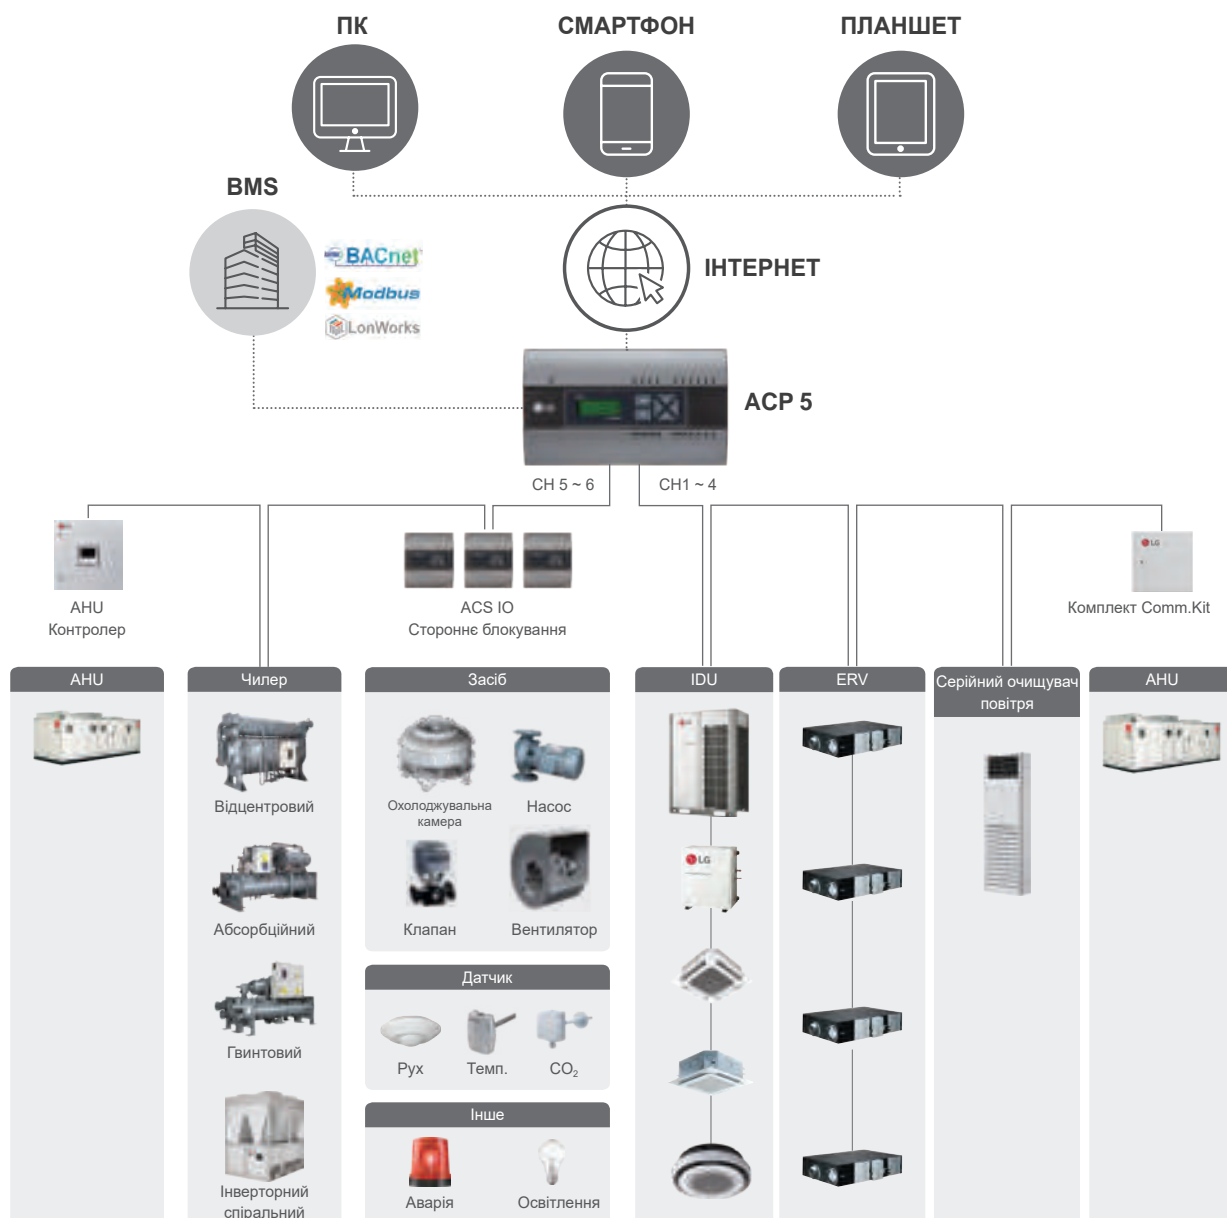 ПК
СМАРТФОН
ПЛАНШЕТ
BMS
BACnet
Modbus
LonWorks
ІНТЕРНЕТ
ACP 5
CH 5 ~ 6
CH1 ~ 4
AHU
Контролер
ACS IO
Стороннє блокування
LG
Комплект Comm.Kit
AHU
Чилер
Відцентровий
Абсорбційний
Гвинтовий
Інверторний
спіральний
Засіб
Охолоджувальна
камера
Насос
Клапан
Вентилятор
Датчик
Рух
Темп.
CO₂
Інше
Аварія
Освітлення
IDU
LG
ERV
Серійний очищувач
повітря
AHU